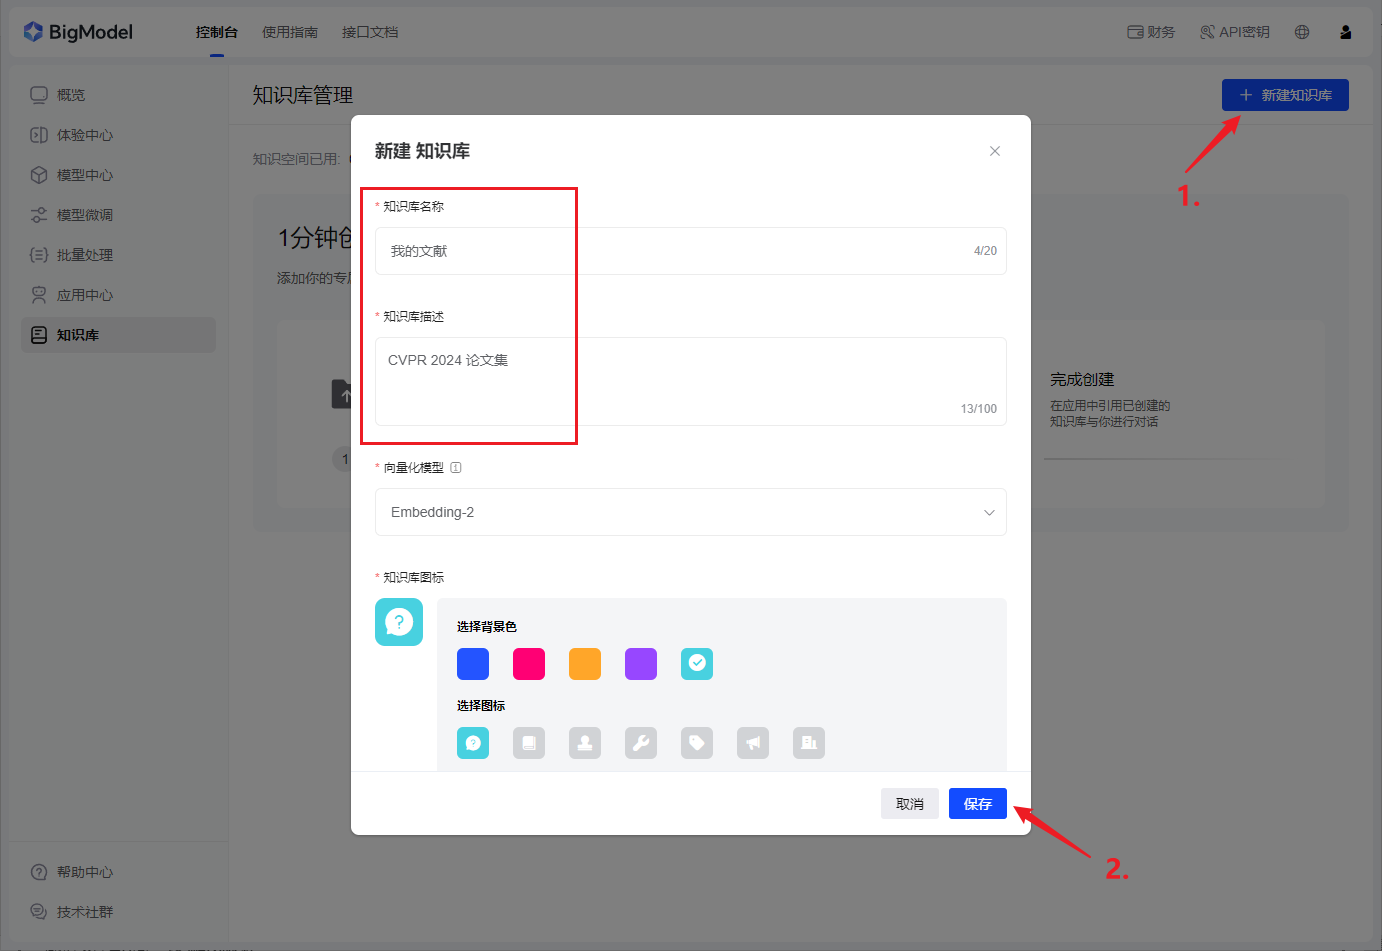 BigModel
控制台
使用指南
接口文档
财务
API密钥
概览
体验中心
模型中心
模型微调
批量处理
应用中心
知识库
帮助中心
技术社群
知识库管理
+ 新建知识库
1.
知识空间已用:
1分钟
添加你的专
1
完成创建
在应用中引用已创建的
知识库与你进行对话
新建 知识库
* 知识库名称
我的文献
4/20
* 知识库描述
CVPR 2024 论文集
13/100
* 向量化模型
Embedding-2
* 知识库图标
选择背景色
选择图标
取消
保存
2.